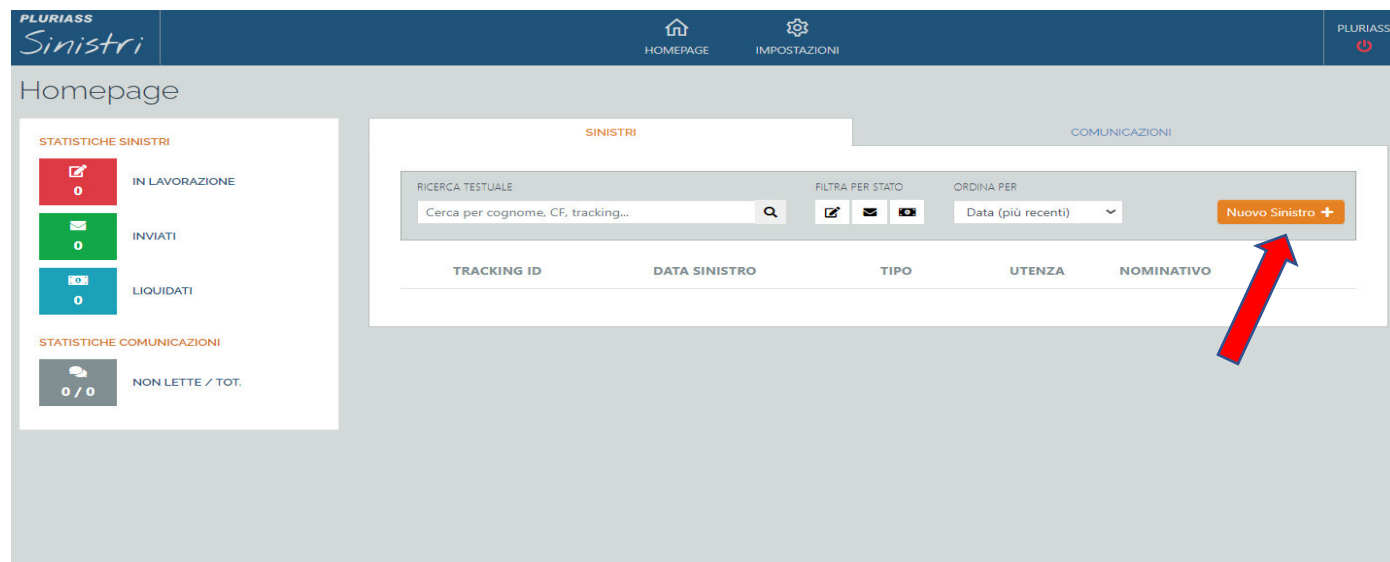 PLURIASS
Sinistri
HOMEPAGE
IMPOSTAZIONI
PLURIASS
Homepage
STATISTICHE SINISTRI
0
IN LAVORAZIONE
0
INVIATI
0
LIQUIDATI
STATISTICHE COMUNICAZIONI
0 / 0
NON LETTE / TOT.
SINISTRI
COMUNICAZIONI
RICERCA TESTUALE
Cerca per cognome, CF, tracking...
FILTRA PER STATO
ORDINA PER
Data (più recenti)
Nuovo Sinistro +
TRACKING ID DATA SINISTRO TIPO UTENZA NOMINATIVO